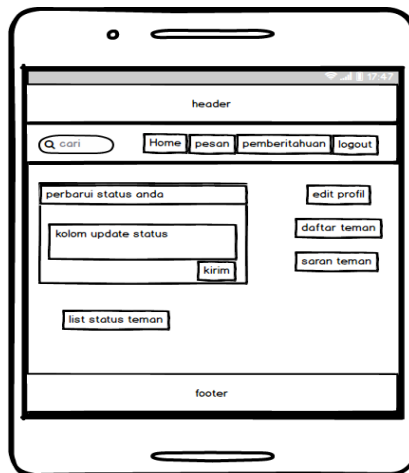 17:47
header
cari
Home pesan pemberitahuan logout
perbarui status anda
kolom update status
kirim
edit profil
daftar teman
saran teman
list status teman
footer